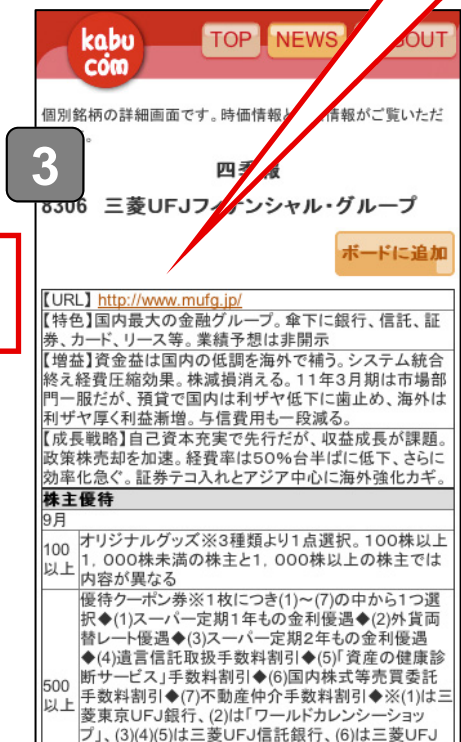 kabu
com
TOP NEWS OUT
個別銘柄の詳細画面です。時価情報と 情報がご覧いただ
。
3
四季報
8306 三菱UFJフィナンシャル・グループ
ボードに追加
【URL】 http://www.mufg.jp/
【特色】国内最大の金融グループ。傘下に銀行、信託、証
券、カード、リース等。業績予想は非開示
【増益】資金益は国内の低調を海外で補う。システム統合
終え経費圧縮効果。株減損消える。11年3月期は市場部
門一服だが、預貸で国内は利ザヤ低下に歯止め、海外は
利ザヤ厚く利益漸増。与信費用も一段減る。
【成長戦略】自己資本充実で先行だが、収益成長が課題。
政策株売却を加速。経費率は50%台半ばに低下、さらに
効率化急ぐ。証券テコ入れとアジア中心に海外強化カギ。
株主優待
9月
100
以上
オリジナルグッズ※3種類より1点選択。100株以上
1,000株未満の株主と1,000株以上の株主では
内容が異なる
500
以上
優待クーポン券※1枚につき(1)~(7)の中から1つ選
択◆(1)スーパー定期1年もの金利優遇◆(2)外貨両
替レート優遇◆(3)スーパー定期2年もの金利優遇
◆(4)遺言信託取扱手数料割引◆(5)「資産の健康診
断サービス」手数料割引◆(6)国内株式等売買委託
手数料割引◆(7)不動産仲介手数料割引◆※(1)は三
菱東京UFJ銀行、(2)は「ワールドカレンシーショッ
プ」、(3)(4)(5)は三菱UFJ信託銀行、(6)は三菱UFJ